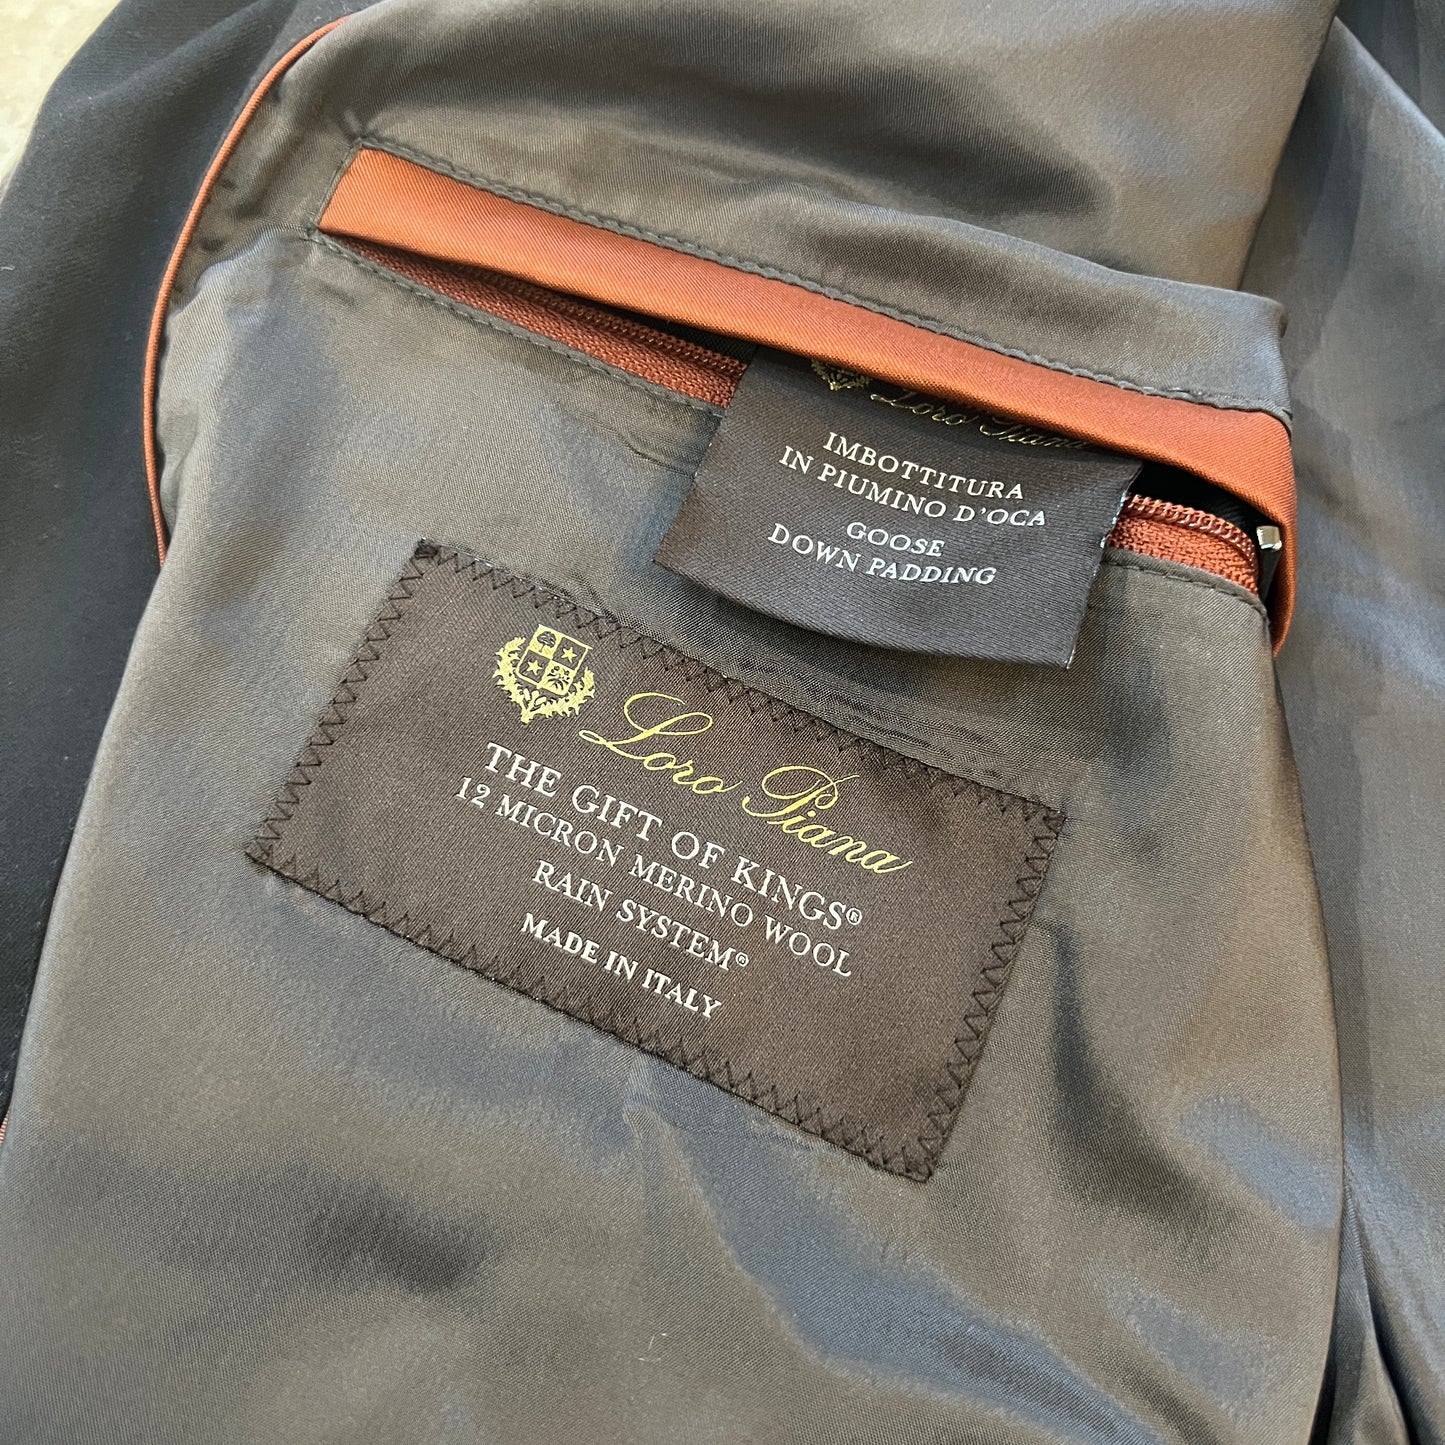 Loro Piana
IMBOTTITURA
IN PIUMINO D'OCA
GOOSE
DOWN PADDING
Loro Piana
THE GIFT OF KINGS®
12 MICRON MERINO WOOL
RAIN SYSTEM®
MADE IN ITALY